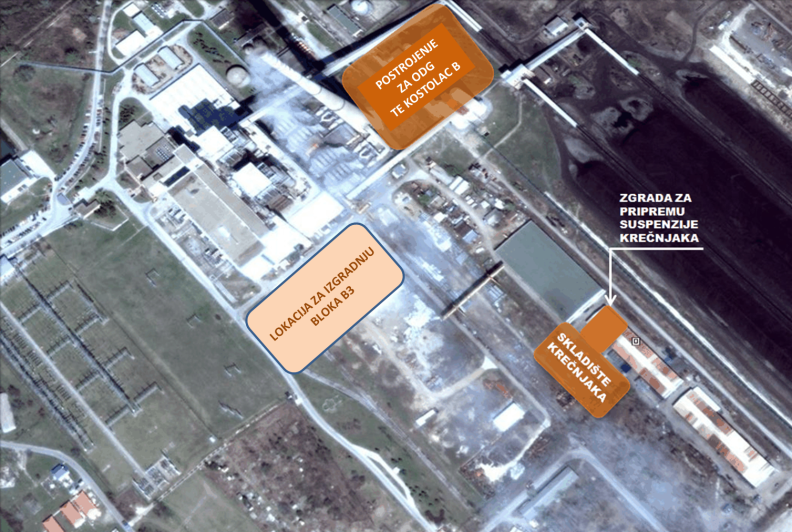 POSTROJENJE
ZA ODG
TE KOSTOLAC B
ZGRADA ZA
PRIPREMU
SUSPENZIJE
KREČNJAKA
LOKACIJA ZA IZGRADNJU
BLOKA B3
SKLADIŠTE
KREČNJAKA